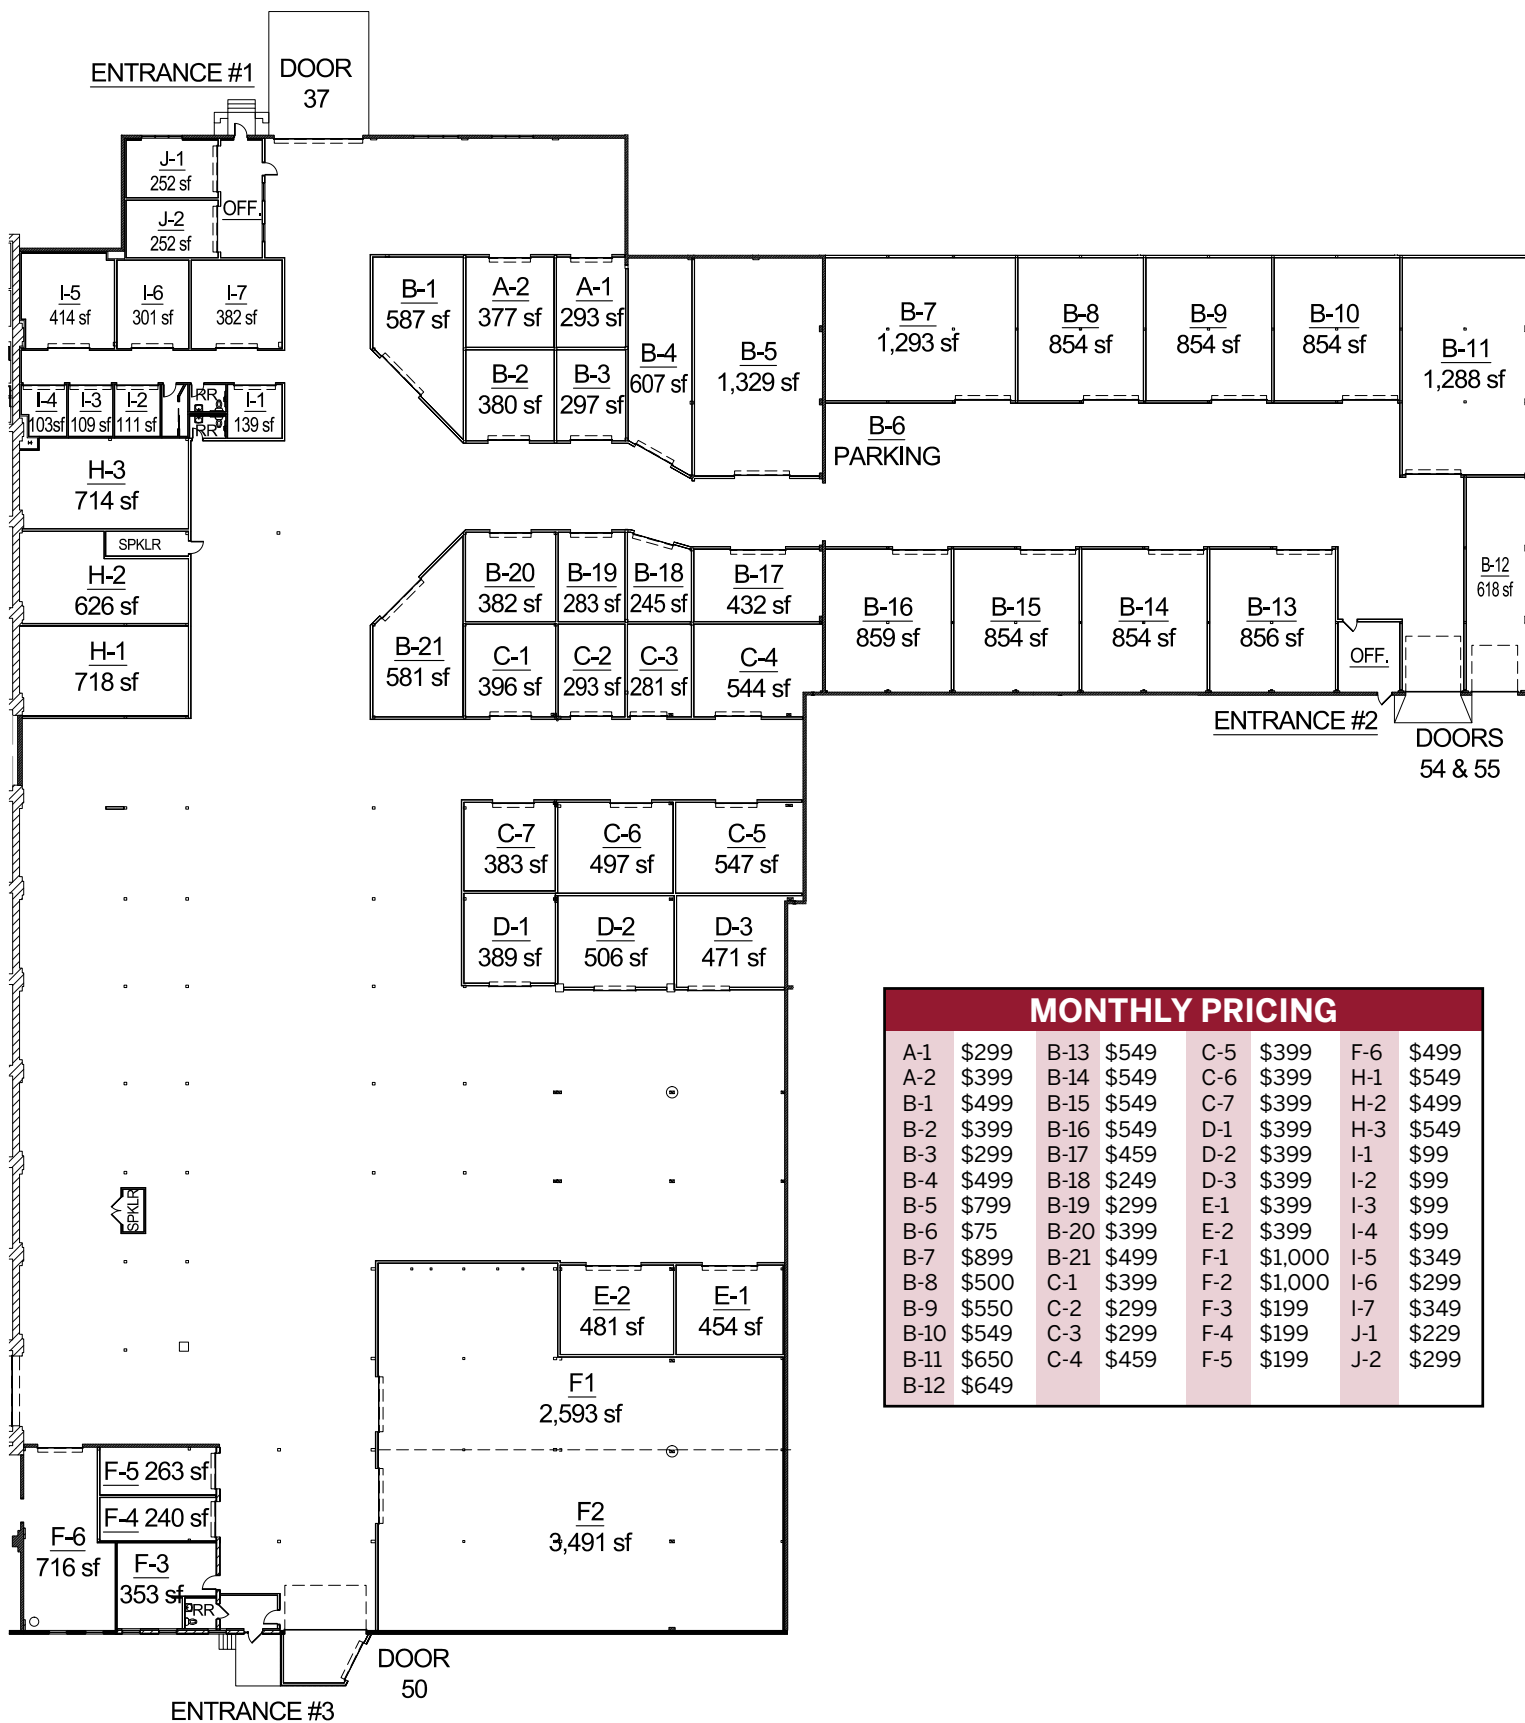 ENTRANCE #1
DOOR
37
J-1
252 sf
J-2
252 sf
OFF.
I-5
414 sf
I-6
301 sf
I-7
382 sf
B-1
587 sf
A-2
377 sf
A-1
293 sf
B-2
380 sf
B-3
297 sf
B-4
607 sf
B-5
1,329 sf
B-7
1,293 sf
B-8
854 sf
B-9
854 sf
B-10
854 sf
B-11
1,288 sf
I-4
103sf
I-3
109 sf
I-2
111 sf
RR
RR
I-1
139 sf
B-6
PARKING
H-3
714 sf
SPKLR
H-2
626 sf
H-1
718 sf
B-21
581 sf
B-20
382 sf
B-19
283 sf
B-18
245 sf
B-17
432 sf
C-1
396 sf
C-2
293 sf
C-3
281 sf
C-4
544 sf
B-16
859 sf
B-15
854 sf
B-14
854 sf
B-13
856 sf
OFF.
B-12
618 sf
ENTRANCE #2
DOORS
54 & 55
C-7
383 sf
C-6
497 sf
C-5
547 sf
D-1
389 sf
D-2
506 sf
D-3
471 sf
MONTHLY PRICING
A-1 $299 B-13 $549 C-5 $399 F-6 $499
A-2 $399 B-14 $549 C-6 $399 H-1 $549
B-1 $499 B-15 $549 C-7 $399 H-2 $499
B-2 $399 B-16 $549 D-1 $399 H-3 $549
B-3 $299 B-17 $459 D-2 $399 I-1 $99
B-4 $499 B-18 $249 D-3 $399 I-2 $99
B-5 $799 B-19 $299 E-1 $399 I-3 $99
B-6 $75 B-20 $399 E-2 $399 I-4 $99
B-7 $899 B-21 $499 F-1 $1,000 I-5 $349
B-8 $500 C-1 $399 F-2 $1,000 I-6 $299
B-9 $550 C-2 $299 F-3 $199 I-7 $349
B-10 $549 C-3 $299 F-4 $199 J-1 $229
B-11 $650 C-4 $459 F-5 $199 J-2 $299
B-12 $649
SPKLR
E-2
481 sf
E-1
454 sf
F1
2,593 sf
F2
3,491 sf
F-5 263 sf
F-4 240 sf
F-6
716 sf
F-3
353 sf
RR
DOOR
50
ENTRANCE #3